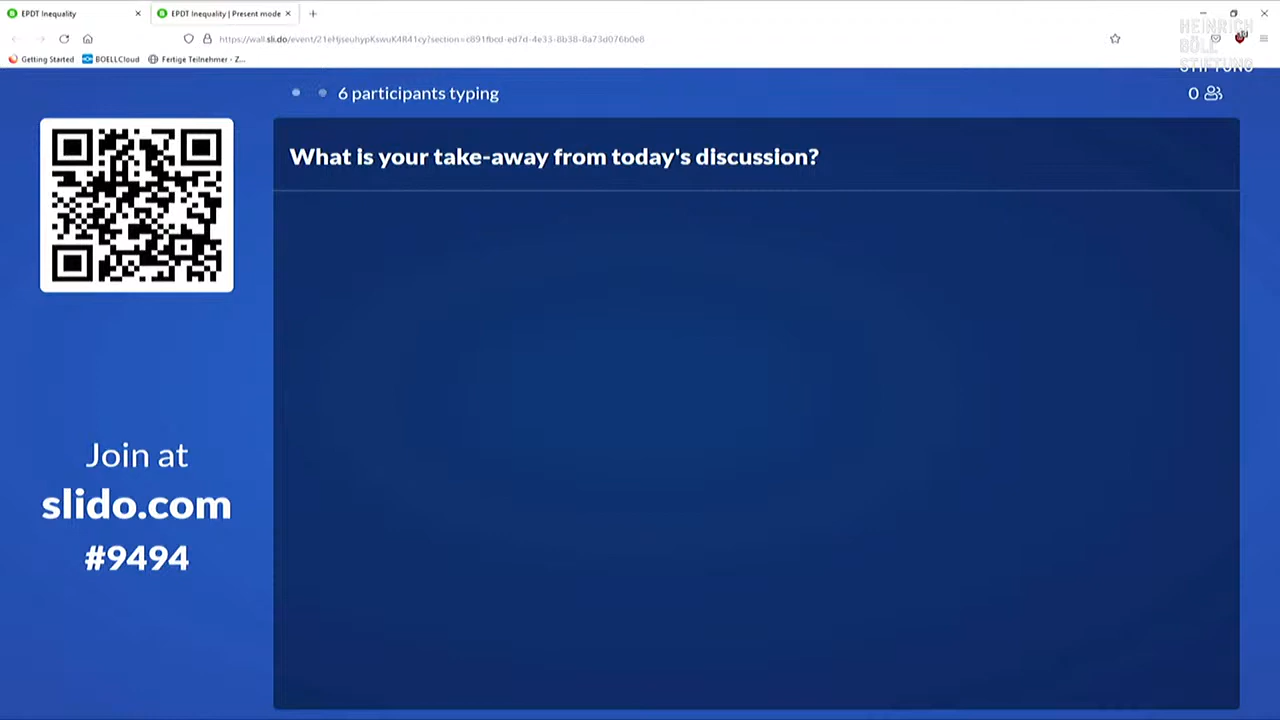 EPDT Inequality
EPDT Inequality | Present mode
Getting Started
BOELLCloud
Fertige Teilnehmer - Z...
HEINRICH
BÖLL
STIFTUNG
6 participants typing
0
What is your take-away from today's discussion?
Join at
slido.com
#9494